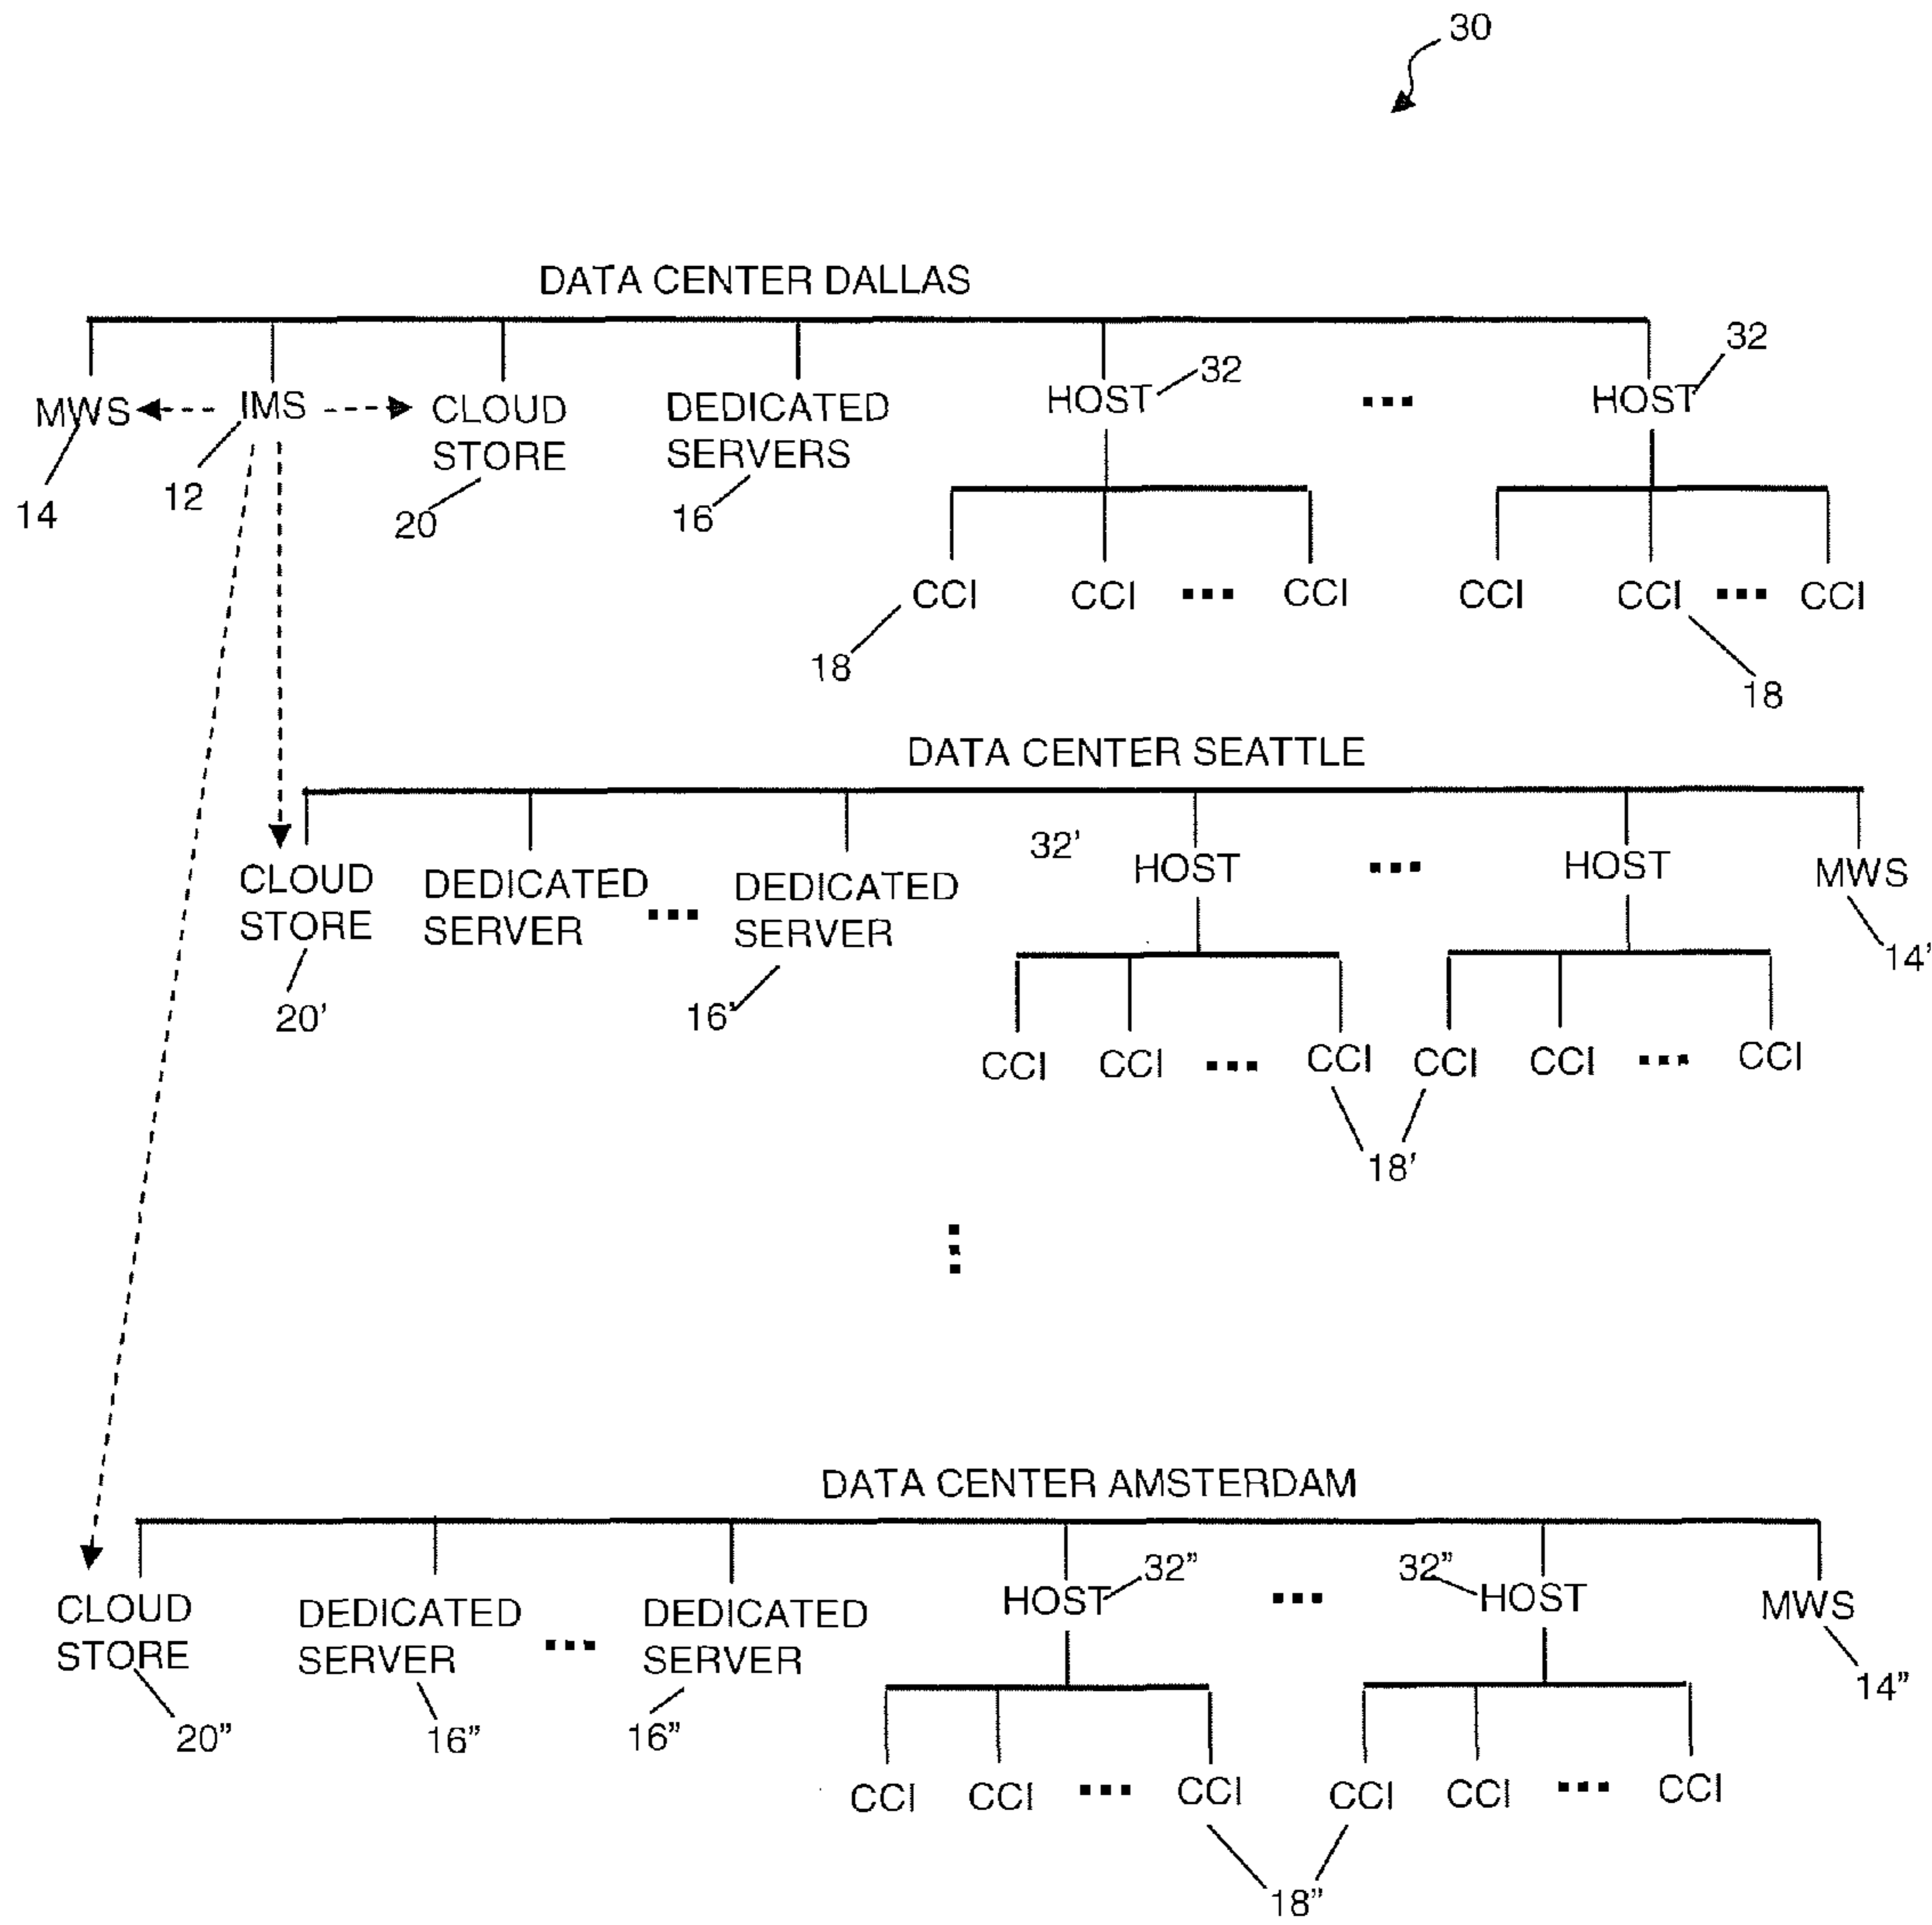 30
DATA CENTER DALLAS
MWS IMS CLOUD STORE DEDICATED SERVERS HOST 32 ... HOST 32
14 12 20 16
CCI CCI ... CCI CCI CCI ... CCI
18 18
DATA CENTER SEATTLE
CLOUD STORE DEDICATED SERVER ... DEDICATED SERVER 32' HOST ... HOST MWS
20' 16' 14'
CCI CCI ... CCI CCI CCI ... CCI
18'
...
DATA CENTER AMSTERDAM
CLOUD STORE DEDICATED SERVER ... DEDICATED SERVER HOST 32” ... 32” HOST MWS
20” 16” 16” 14”
CCI CCI ... CCI CCI CCI ... CCI
18”